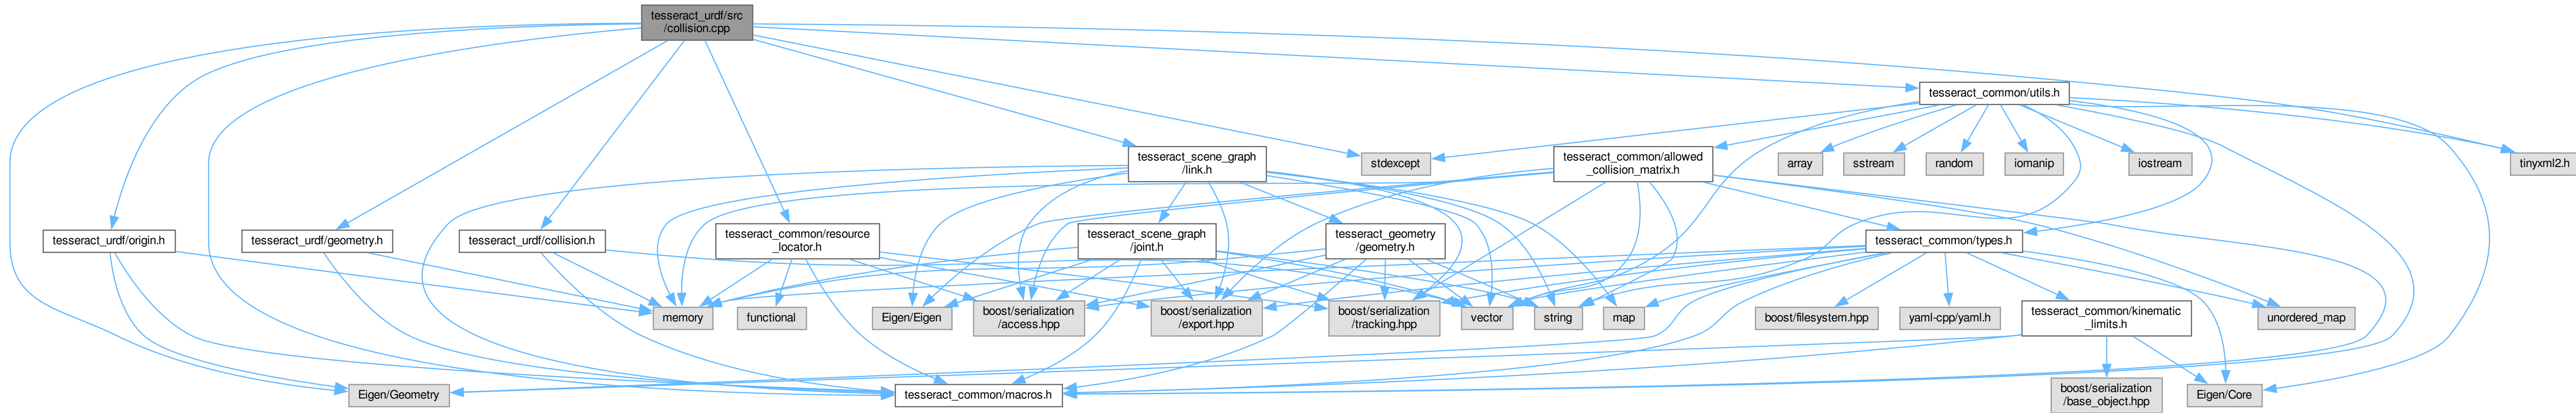 tesseract_urdf/src
/collision.cpp
tesseract_common/utils.h
tesseract_scene_graph
/link.h
stdexcept
tesseract_common/allowed
_collision_matrix.h
array
sstream
random
iomanip
iostream
tinyxml2.h
tesseract_urdf/origin.h
tesseract_urdf/geometry.h
tesseract_urdf/collision.h
tesseract_common/resource
_locator.h
tesseract_scene_graph
/joint.h
tesseract_geometry
/geometry.h
tesseract_common/types.h
memory
functional
Eigen/Eigen
boost/serialization
/access.hpp
boost/serialization
/export.hpp
boost/serialization
/tracking.hpp
vector
string
map
boost/filesystem.hpp
yaml-cpp/yaml.h
tesseract_common/kinematic
_limits.h
unordered_map
Eigen/Geometry
tesseract_common/macros.h
boost/serialization
/base_object.hpp
Eigen/Core